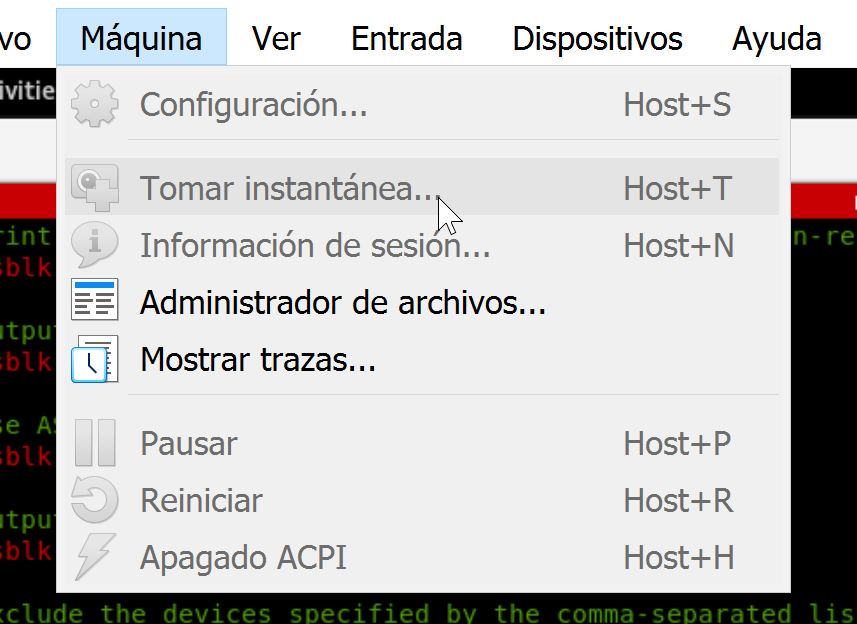 vo Máquina Ver Entrada Dispositivos Ayuda
ivitie
Configuración... Host+S
Tomar instantánea... Host+T
rint n-re
Información de sesión... Host+N
sblk
Administrador de archivos...
utput
Mostrar trazas...
sblk
se AS
Pausar Host+P
sblk
Reiniciar Host+R
utput
Apagado ACPI Host+H
sblk
xclude the devices specified by the comma-separated lis